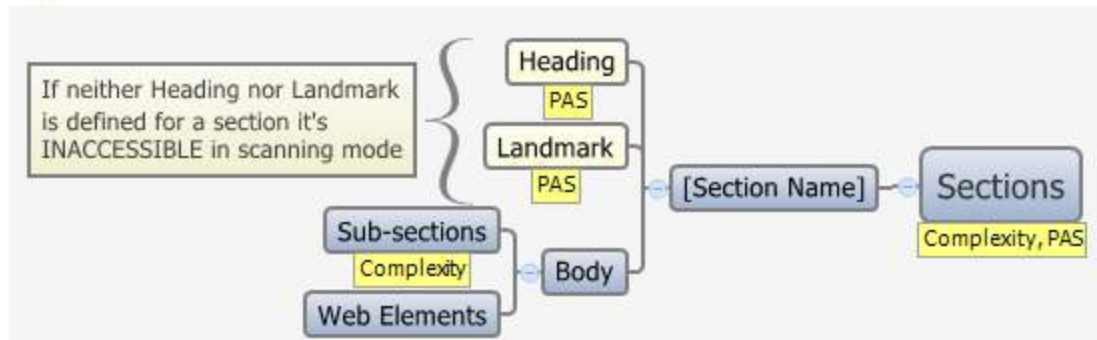 If neither Heading nor Landmark
is defined for a section it's
INACCESSIBLE in scanning mode
Heading
PAS
Landmark
PAS
Sub-sections
Complexity
Web Elements
Body
[Section Name]
Sections
Complexity, PAS